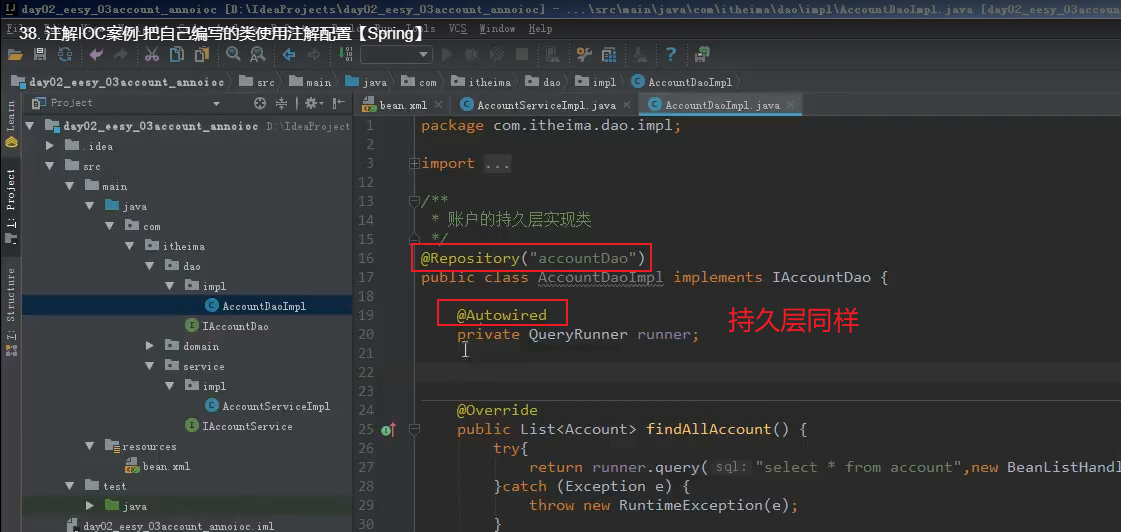 day02_eesy_03account_annoioc [D:\IdeaProjects\day02_eesy_03account_annoioc] - ...\src\main\java\com\itheima\dao\impl\AccountDaoImpl.java [day02_ee
38. 注解IOC案例-把自己编写的类使用注解配置【Spring】
VCS Window Help
day02_eesy_03account_annoioc src main java com itheima dao impl AccountDaoImpl
Project
bean.xml AccountServiceImpl.java AccountDaoImpl.java
Learn
1: Project
7: Structure
day02_eesy_03account_annoioc D:\IdeaProject
.idea
src
main
java
com
itheima
dao
impl
AccountDaoImpl
IAccountDao
domain
service
impl
AccountServiceImpl
IAccountService
resources
bean.xml
test
java
day02_eesy_03account_annoioc.iml
1 package com.itheima.dao.impl;
2
3 import ...
12
13 /**
14 * 账户的持久层实现类
15 */
16 @Repository("accountDao")
17 public class AccountDaoImpl implements IAccountDao {
18
19 @Autowired
20 private QueryRunner runner;
持久层同样
21
22
23
24 @Override
25 public List<Account> findAllAccount() {
26 try{
27 return runner.query( sql: "select * from account",new BeanListHandl
28 }catch (Exception e) {
29 throw new RuntimeException(e);
30 }